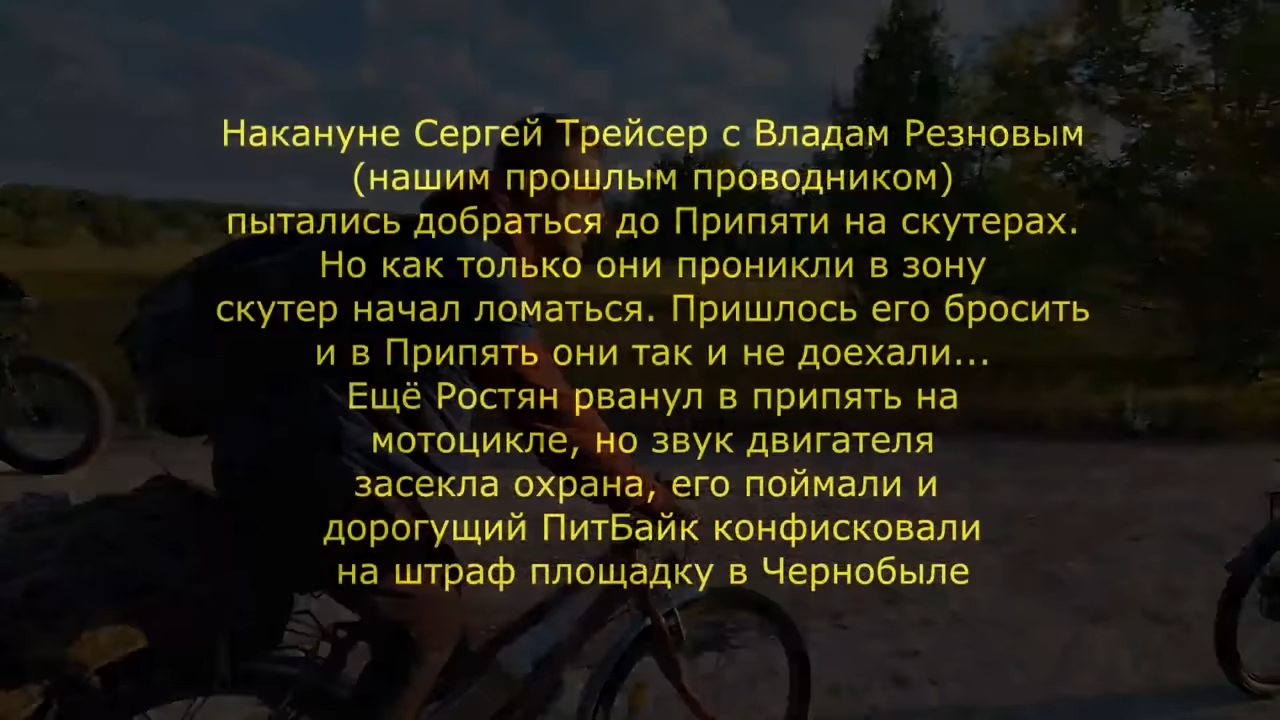 Накануне Сергей Трейсер с Владам Резновым
(нашим прошлым проводником)
пытались добраться до Припяти на скутерах.
Но как только они проникли в зону
скутер начал ломаться. Пришлось его бросить
и в Припять они так и не доехали...
Ещё Ростян рванул в припять на
мотоцикле, но звук двигателя
засекла охрана, его поймали и
дорогущий ПитБайк конфисковали
на штраф площадку в Чернобыле